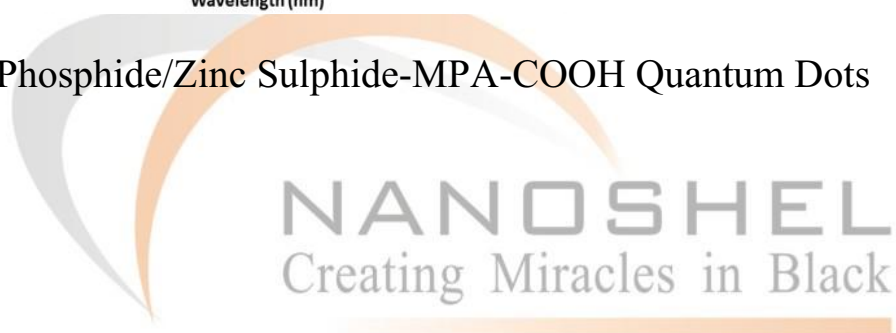 Wavelength (nm)
Phosphide/Zinc Sulphide-MPA-COOH Quantum Dots
NANOSHEL
Creating Miracles in Black